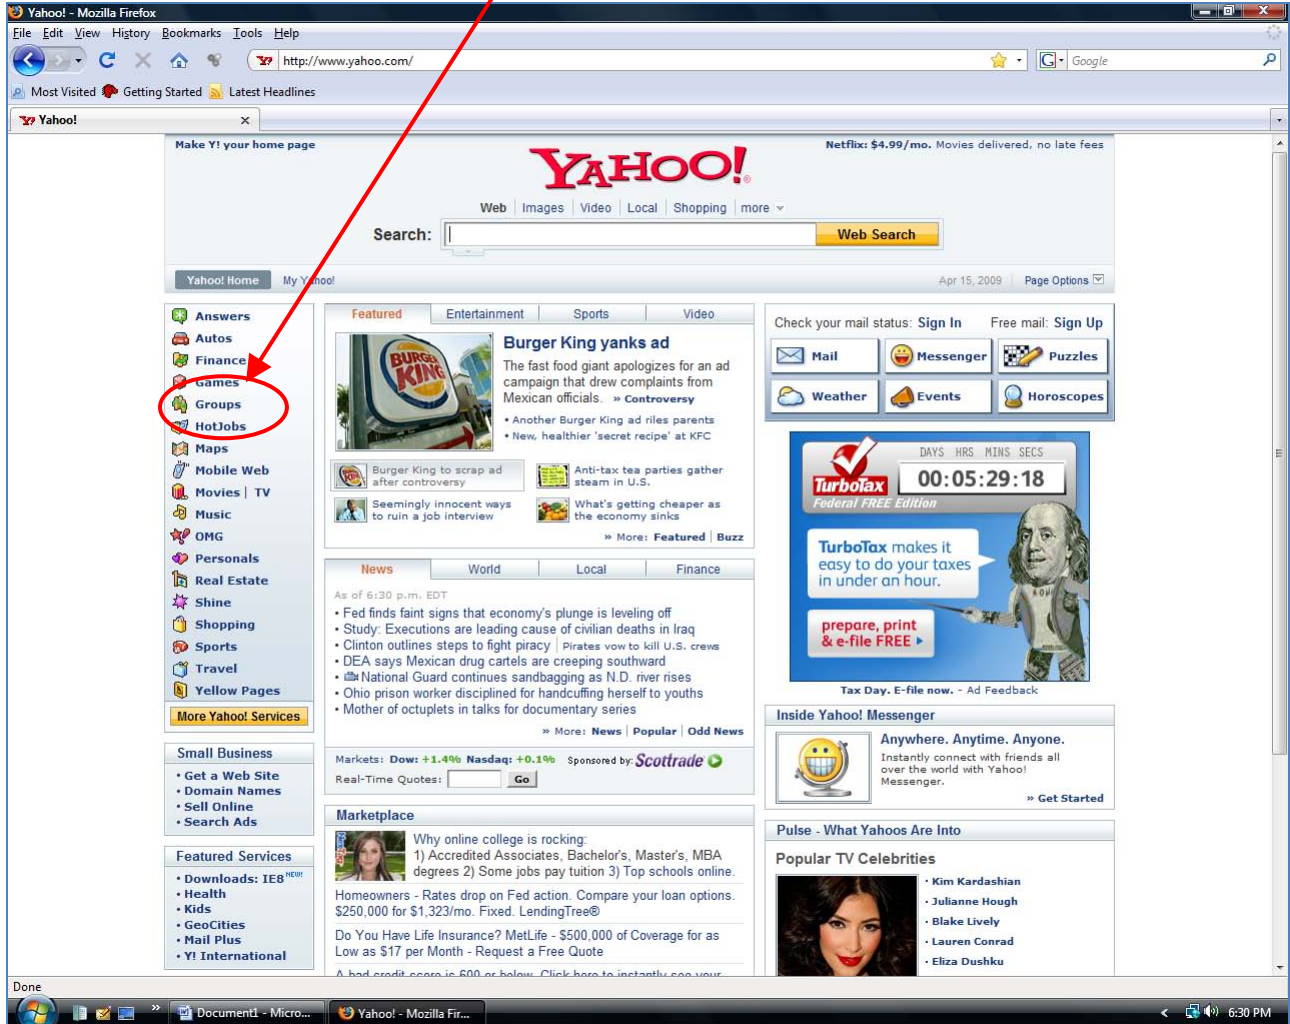 Yahoo! - Mozilla Firefox
File Edit View History Bookmarks Tools Help
http://www.yahoo.com/
Google
Most Visited Getting Started Latest Headlines
Yahoo!
Make Y! your home page
Netflix: $4.99/mo. Movies delivered, no late fees
YAHOO!
Web | Images | Video | Local | Shopping | more
Search:
Web Search
Yahoo! Home My Yahoo!
Apr 15, 2009 Page Options
Answers
Autos
Finance
Games
Groups
HotJobs
Maps
Mobile Web
Movies | TV
Music
OMG
Personals
Real Estate
Shine
Shopping
Sports
Travel
Yellow Pages
More Yahoo! Services
Small Business
• Get a Web Site
• Domain Names
• Sell Online
• Search Ads
Featured Services
• Downloads: IE8 NEW!
• Health
• Kids
• GeoCities
• Mail Plus
• Y! International
Featured Entertainment Sports Video
BURGER KING
Burger King yanks ad
The fast food giant apologizes for an ad
campaign that drew complaints from
Mexican officials. » Controversy
• Another Burger King ad riles parents
• New, healthier 'secret recipe' at KFC
Burger King to scrap ad
after controversy
Anti-tax tea parties gather
steam in U.S.
Seemingly innocent ways
to ruin a job interview
What's getting cheaper as
the economy sinks
» More: Featured | Buzz
News World Local Finance
As of 6:30 p.m. EDT
• Fed finds faint signs that economy's plunge is leveling off
• Study: Executions are leading cause of civilian deaths in Iraq
• Clinton outlines steps to fight piracy | Pirates vow to kill U.S. crews
• DEA says Mexican drug cartels are creeping southward
• National Guard continues sandbagging as N.D. river rises
• Ohio prison worker disciplined for handcuffing herself to youths
• Mother of octuplets in talks for documentary series
» More: News | Popular | Odd News
Markets: Dow: +1.4% Nasdaq: +0.1% Sponsored by: Scottrade
Real-Time Quotes: Go
Marketplace
Why online college is rocking:
1) Accredited Associates, Bachelor's, Master's, MBA
degrees 2) Some jobs pay tuition 3) Top schools online.
Homeowners - Rates drop on Fed action. Compare your loan options.
$250,000 for $1,323/mo. Fixed. LendingTree®
Do You Have Life Insurance? MetLife - $500,000 of Coverage for as
Low as $17 per Month - Request a Free Quote
A bad credit score is 600 or below. Click here to instantly see your
Check your mail status: Sign In Free mail: Sign Up
Mail Messenger Puzzles
Weather Events Horoscopes
DAYS HRS MINS SECS
00:05:29:18
TurboTax
Federal FREE Edition
TurboTax makes it
easy to do your taxes
in under an hour.
prepare, print
& e-file FREE
Tax Day. E-file now. - Ad Feedback
Inside Yahoo! Messenger
Anywhere. Anytime. Anyone.
Instantly connect with friends all
over the world with Yahoo!
Messenger.
» Get Started
Pulse - What Yahoos Are Into
Popular TV Celebrities
• Kim Kardashian
• Julianne Hough
• Blake Lively
• Lauren Conrad
• Eliza Dushku
Done
Document1 - Micro... Yahoo! - Mozilla Fir... 6:30 PM